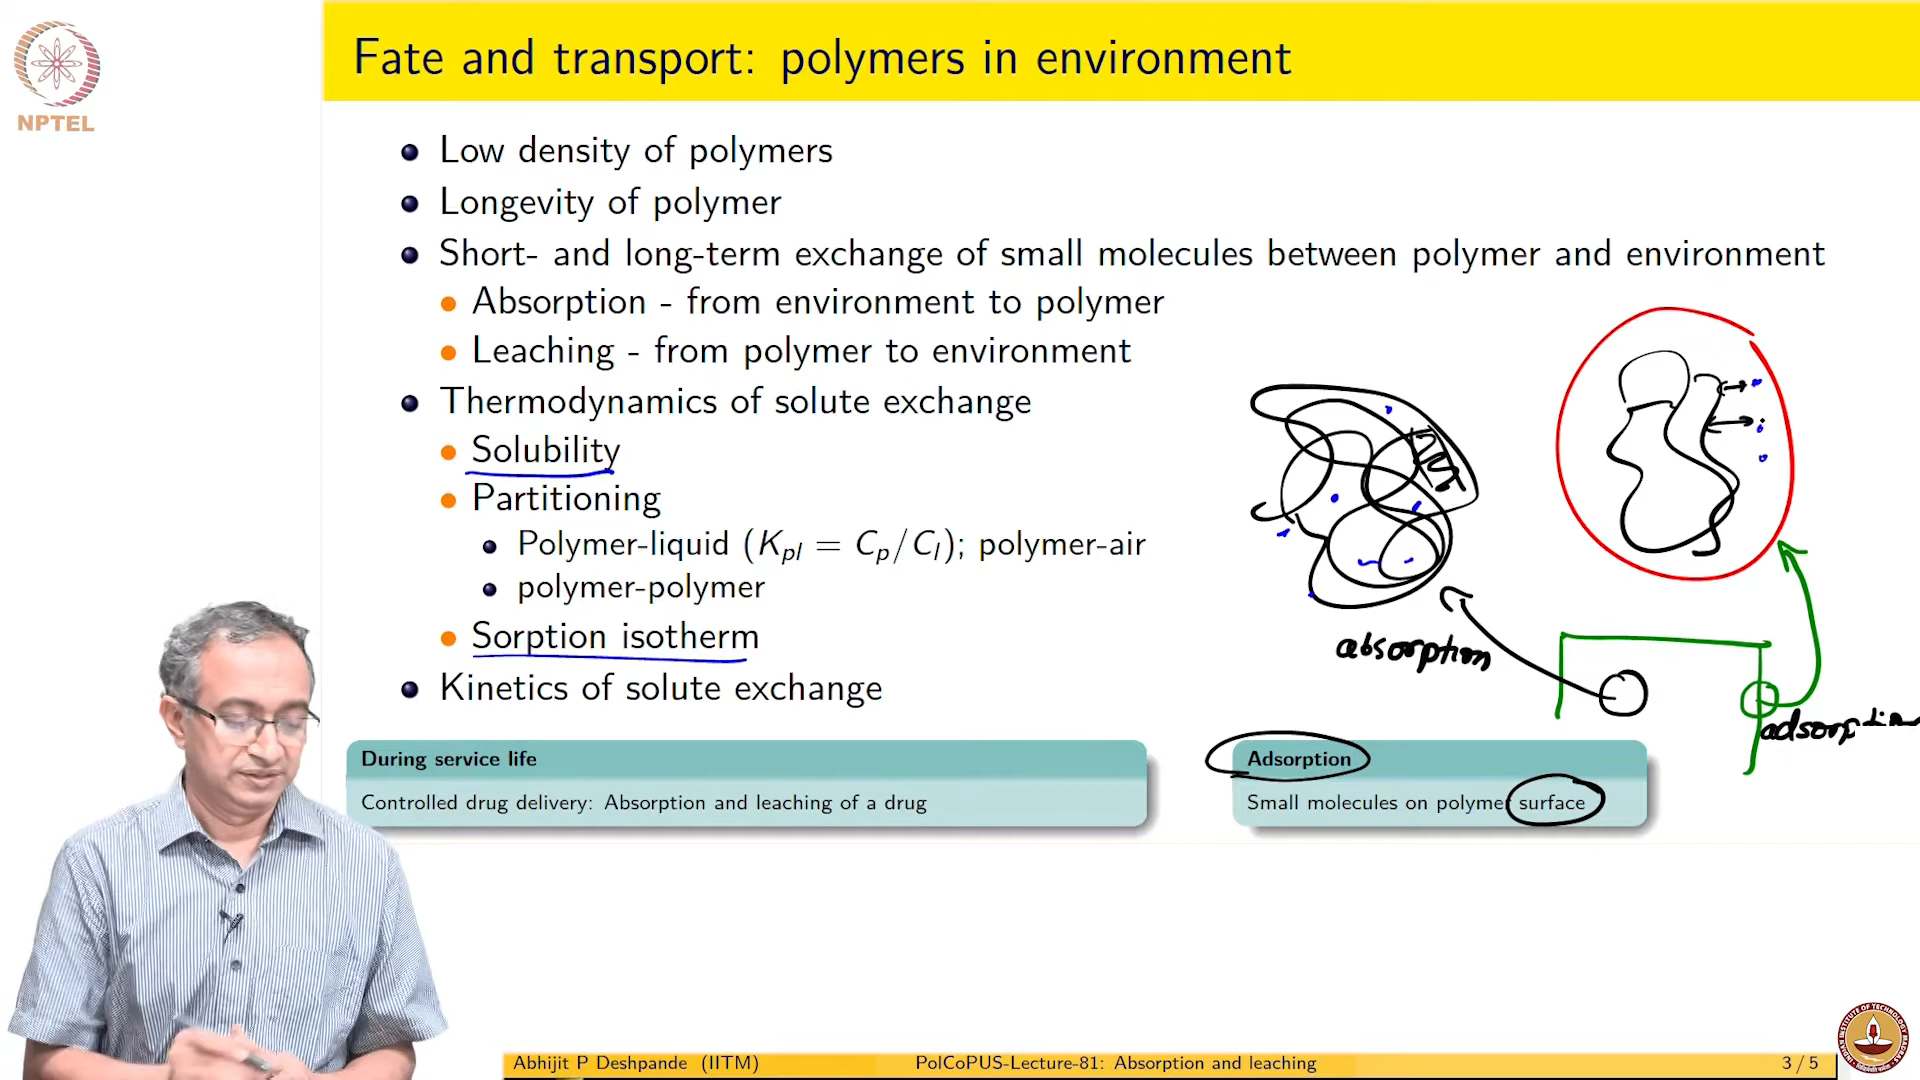 NPTEL
Fate and transport: polymers in environment
Low density of polymers
Longevity of polymer
Short- and long-term exchange of small molecules between polymer and environment
Absorption - from environment to polymer
Leaching - from polymer to environment
Thermodynamics of solute exchange
Solubility
Partitioning
Polymer-liquid (Kpl = Cp/Cl); polymer-air
polymer-polymer
Sorption isotherm
Kinetics of solute exchange
absorption
adsorption
During service life
Controlled drug delivery: Absorption and leaching of a drug
Adsorption
Small molecules on polymer surface
Abhijit P Deshpande (IITM)
PolCoPUS-Lecture-81: Absorption and leaching
3 / 5